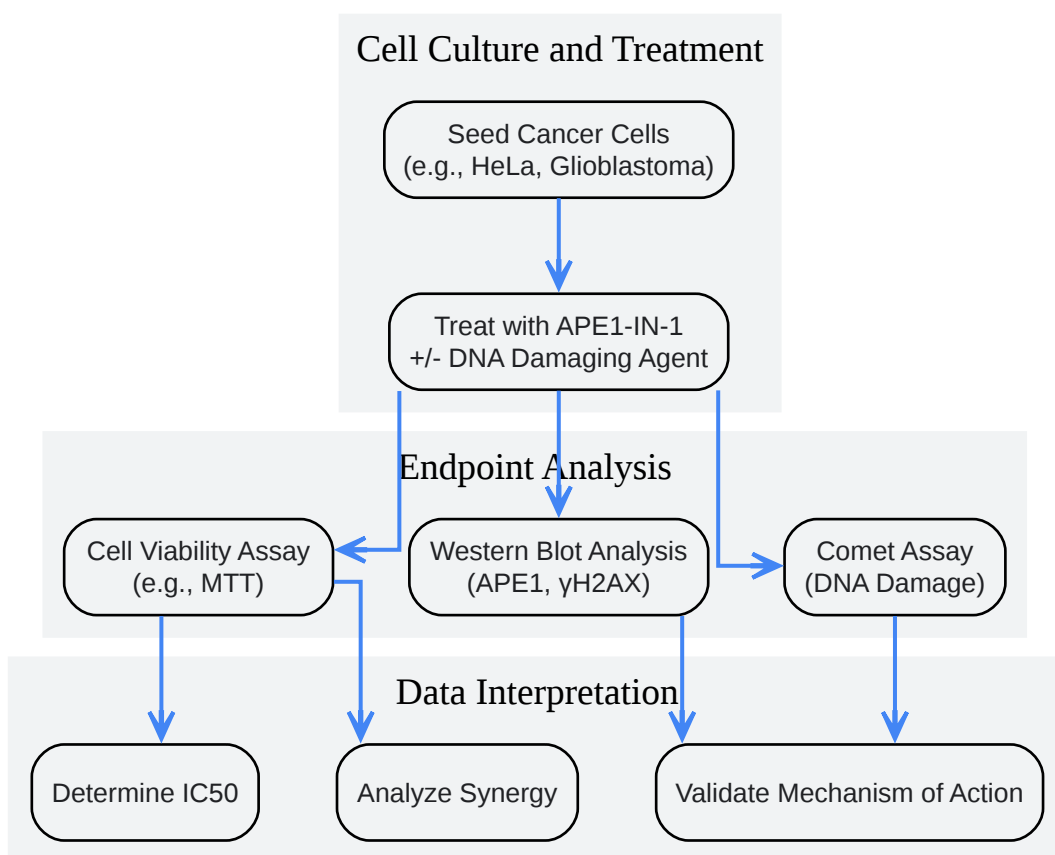 Cell Culture and Treatment
Seed Cancer Cells
(e.g., HeLa, Glioblastoma)
Treat with APE1-IN-1
+/- DNA Damaging Agent
Endpoint Analysis
Cell Viability Assay
(e.g., MTT)
Western Blot Analysis
(APE1, γH2AX)
Comet Assay
(DNA Damage)
Data Interpretation
Determine IC50
Analyze Synergy
Validate Mechanism of Action